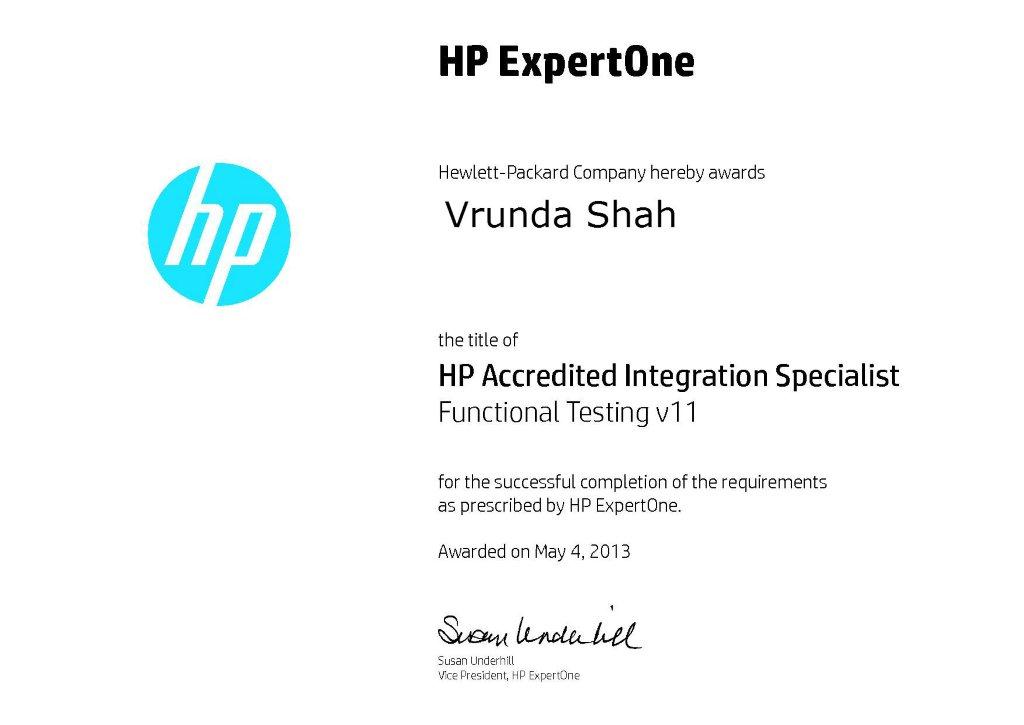 HP ExpertOne
hp
Hewlett-Packard Company hereby awards
Vrunda Shah
the title of
HP Accredited Integration Specialist
Functional Testing v11
for the successful completion of the requirements
as prescribed by HP ExpertOne.
Awarded on May 4, 2013
Susan Underhill
Susan Underhill
Vice President, HP ExpertOne